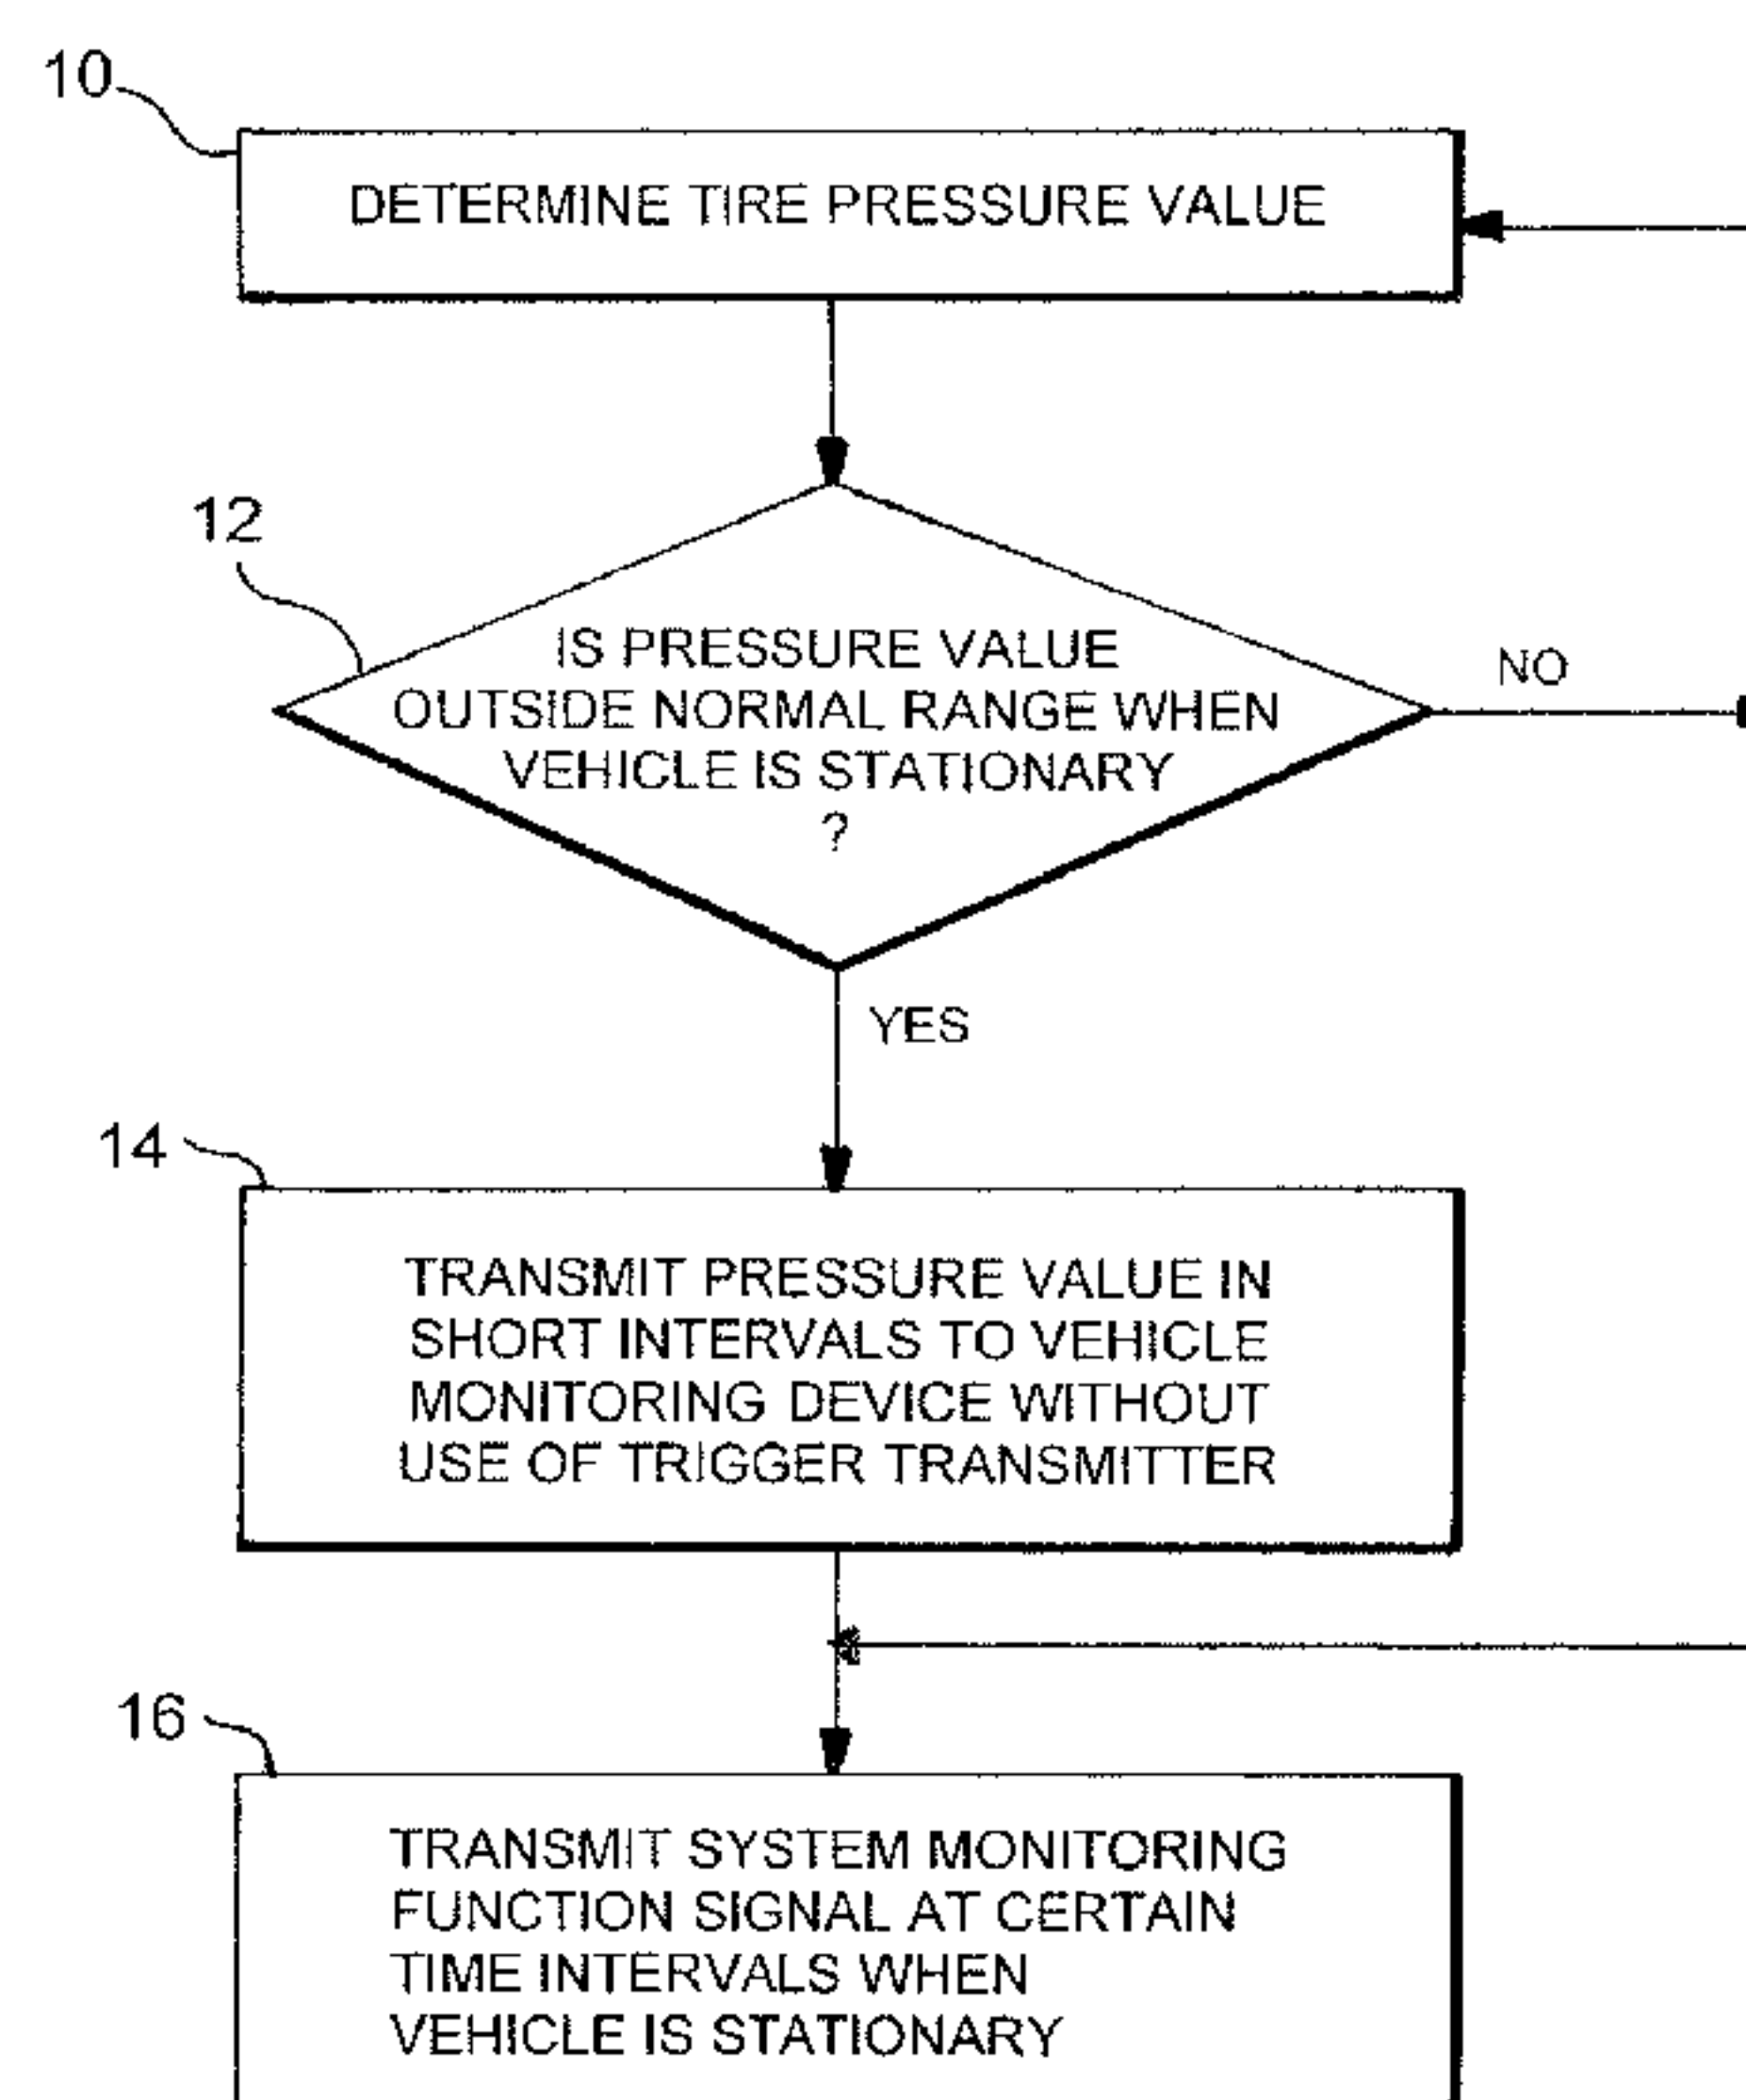 10
DETERMINE TIRE PRESSURE VALUE
12
IS PRESSURE VALUE
OUTSIDE NORMAL RANGE WHEN
VEHICLE IS STATIONARY
?
NO
YES
14
TRANSMIT PRESSURE VALUE IN
SHORT INTERVALS TO VEHICLE
MONITORING DEVICE WITHOUT
USE OF TRIGGER TRANSMITTER
16
TRANSMIT SYSTEM MONITORING
FUNCTION SIGNAL AT CERTAIN
TIME INTERVALS WHEN
VEHICLE IS STATIONARY